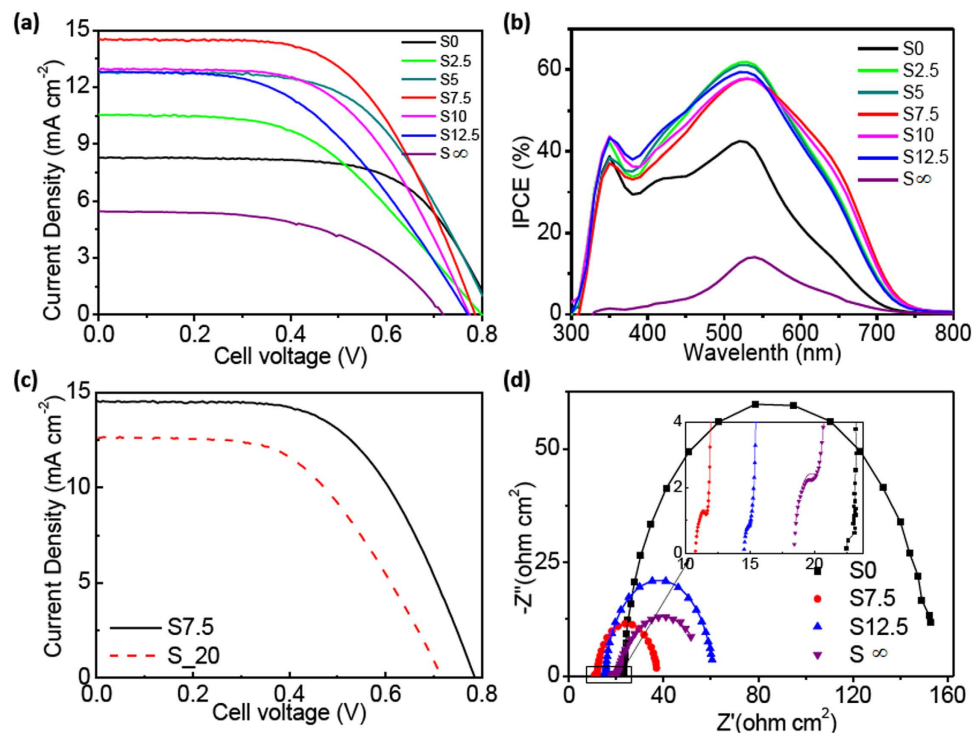 (a)
Current Density (mA cm⁻²)
15
12
9
6
3
0
0.0 0.2 0.4 0.6 0.8
Cell voltage (V)
S0
S2.5
S5
S7.5
S10
S12.5
S∞
(b)
IPCE (%)
60
40
20
0
300 400 500 600 700 800
Wavelenth (nm)
S0
S2.5
S5
S7.5
S10
S12.5
S∞
(c)
Current Density (mA cm⁻²)
15
10
5
0
0.0 0.2 0.4 0.6 0.8
Cell voltage (V)
S7.5
S_20
(d)
-Z''(ohm cm²)
50
25
0
0 40 80 120 160
Z'(ohm cm²)
4
2
0
10 15 20
S0
S7.5
S12.5
S ∞